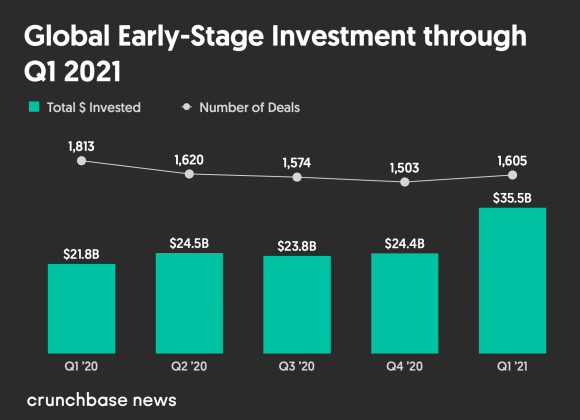 Global Early-Stage Investment through
Q1 2021
Total $ Invested
Number of Deals
1,813
1,620
1,574
1,503
1,605
$21.8B
$24.5B
$23.8B
$24.4B
$35.5B
Q1 '20
Q2 '20
Q3 '20
Q4 '20
Q1 '21
crunchbase news